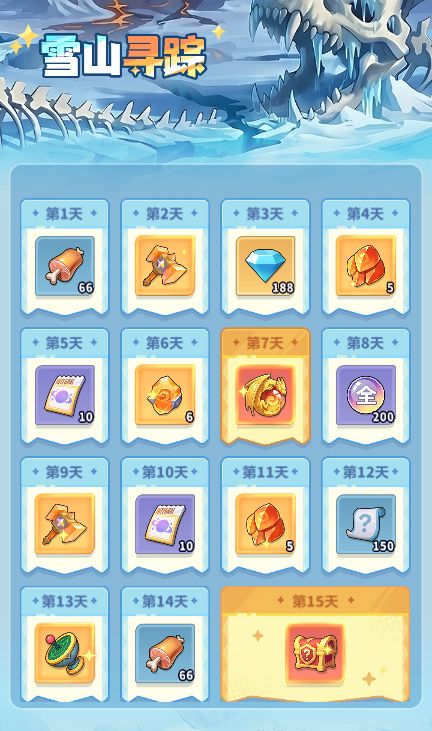 雪山寻踪
第1天
66
第2天
第3天
188
第4天
5
第5天
10
第6天
6
第7天
第8天
全
200
第9天
第10天
10
第11天
5
第12天
?
150
第13天
第14天
66
第15天
?